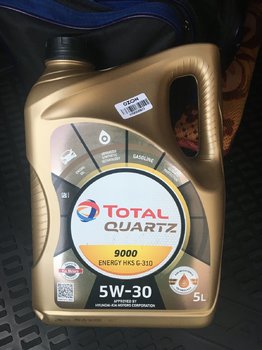 OZON
GASOLINE
TOTAL
QUARTZ
9000
ENERGY HKS G-310
5W-30
APPROVED BY
HYUNDAI-KIA MOTORS CORPORATION
5L